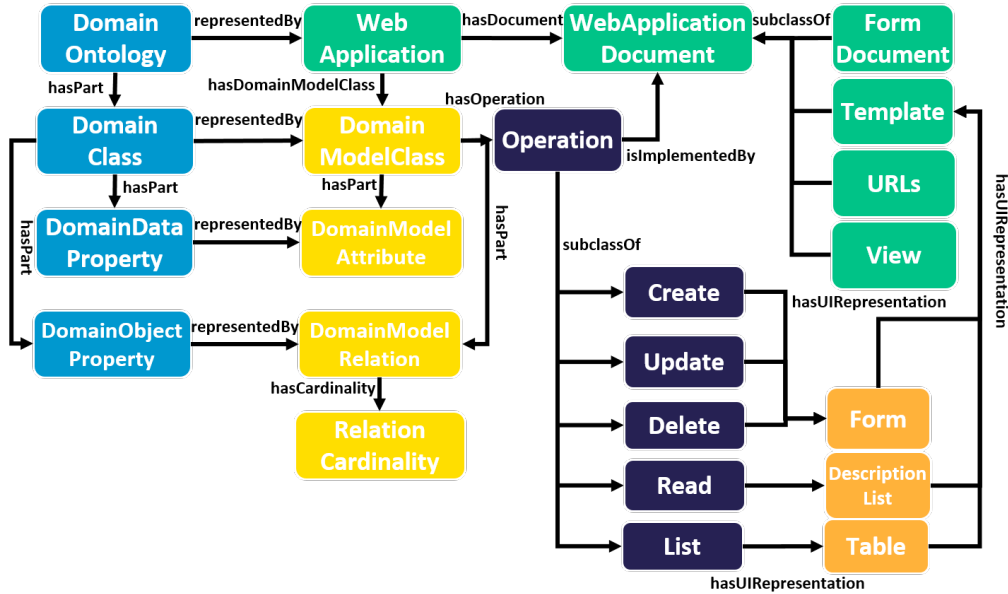 Domain
Ontology
representedBy
Web
Application
hasDocument
WebApplication
Document
subclassOf
Form
Document
hasPart
hasDomainModelClass
hasOperation
Domain
Class
representedBy
Domain
ModelClass
Operation
isImplementedBy
Template
hasPart
hasPart
URLs
hasPart
DomainData
Property
representedBy
DomainModel
Attribute
hasPart
subclassOf
View
hasUIRepresentation
DomainObject
Property
representedBy
DomainModel
Relation
hasCardinality
Relation
Cardinality
Create
hasUIRepresentation
Update
Delete
Form
Read
Description
List
List
Table
hasUIRepresentation